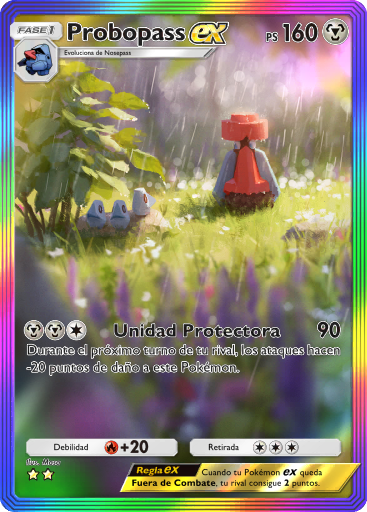 FASE 1
Probopass ex
PS 160
Evoluciona de Nosepass
Unidad Protectora 90
Durante el próximo turno de tu rival, los ataques hacen
-20 puntos de daño a este Pokémon.
Debilidad +20 Retirada
Regla ex Cuando tu Pokémon ex queda
Fuera de Combate, tu rival consigue 2 puntos.